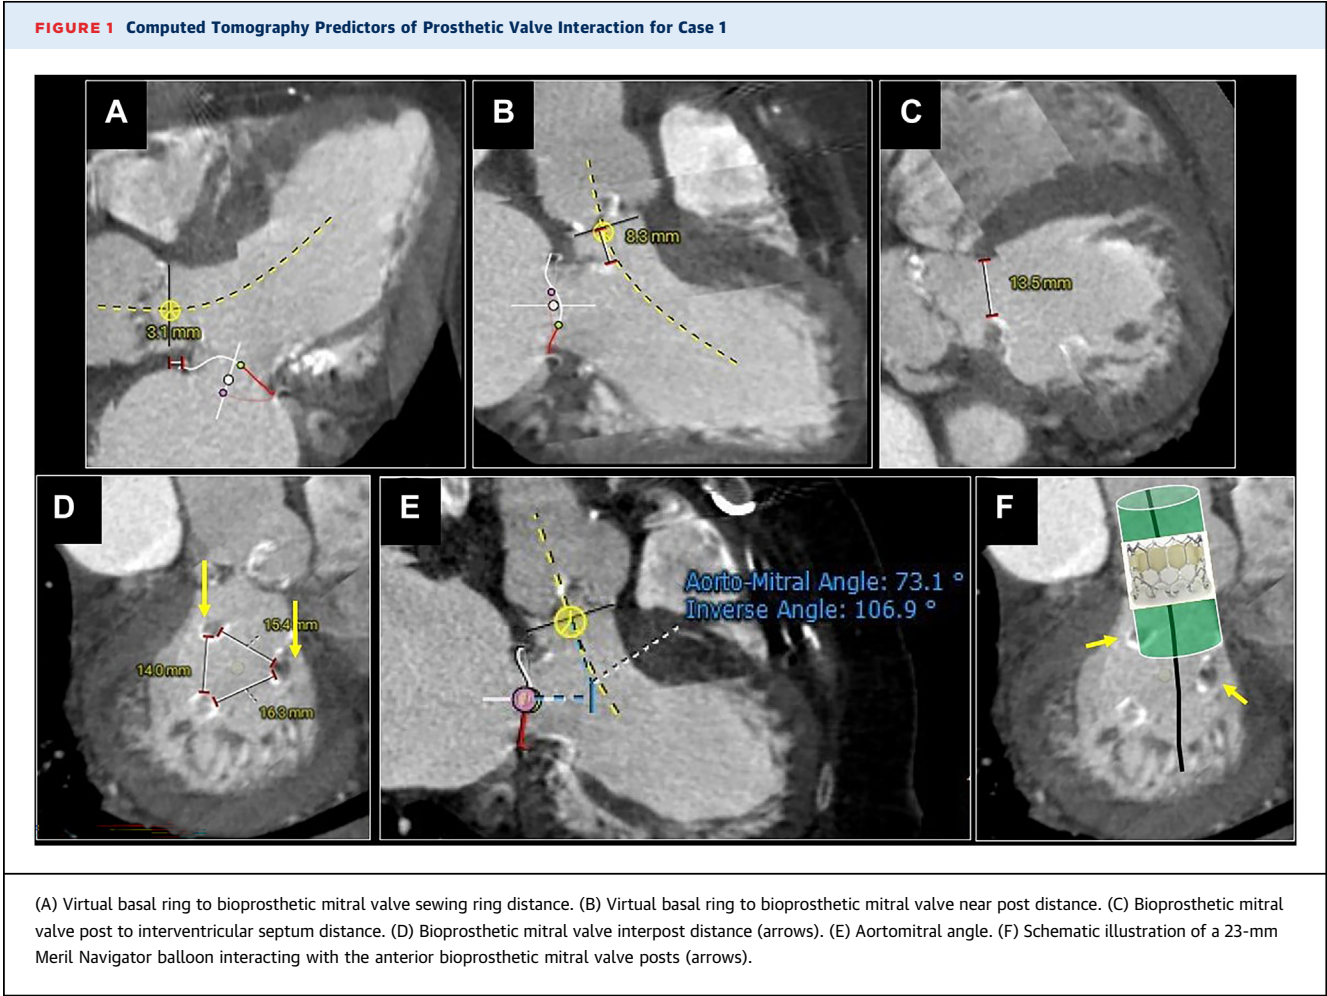 FIGURE 1 Computed Tomography Predictors of Prosthetic Valve Interaction for Case 1
A
3.1 mm
B
8.3 mm
C
13.5 mm
D
15.4 mm
14.0 mm
16.3 mm
E
Aorto-Mitral Angle: 73.1 °
Inverse Angle: 106.9 °
F
(A) Virtual basal ring to bioprosthetic mitral valve sewing ring distance. (B) Virtual basal ring to bioprosthetic mitral valve near post distance. (C) Bioprosthetic mitral
valve post to interventricular septum distance. (D) Bioprosthetic mitral valve interpost distance (arrows). (E) Aortomitral angle. (F) Schematic illustration of a 23-mm
Meril Navigator balloon interacting with the anterior bioprosthetic mitral valve posts (arrows).